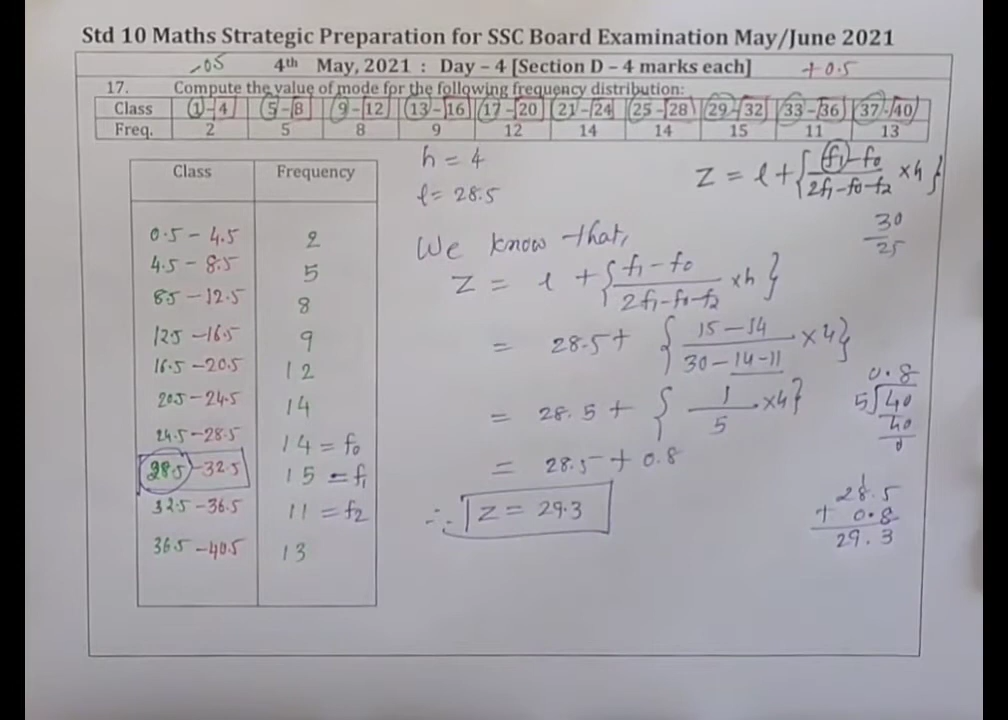 Std 10 Maths Strategic Preparation for SSC Board Examination May/June 2021
-05 4th May, 2021 : Day – 4 [Section D – 4 marks each] +0.5
17. Compute the value of mode for the following frequency distribution:
Class 1 – 4 5 – 8 9 – 12 13 – 16 17 – 20 21 – 24 25 – 28 29 – 32 33 – 36 37 – 40
Freq. 2 5 8 9 12 14 14 15 11 13
Class Frequency
0.5 – 4.5 2
4.5 – 8.5 5
8.5 – 12.5 8
12.5 – 16.5 9
16.5 – 20.5 12
20.5 – 24.5 14
24.5 – 28.5 14 = f0
28.5 – 32.5 15 = f1
32.5 – 36.5 11 = f2
36.5 – 40.5 13
h = 4
l = 28.5
We know that,
Z = l + { f1 – f0 / 2f1 – f0 – f2 × h }
= 28.5 + { 15 – 14 / 30 – 14 – 11 × 4 }
= 28.5 + { 1 / 5 × 4 }
= 28.5 + 0.8
∴ Z = 29.3
Z = l + { f1 – f0 / 2f1 – f0 – f2 × h }
30
– 25
0.8
5 ) 40
40
0
1
28.5
+ 0.8
29.3